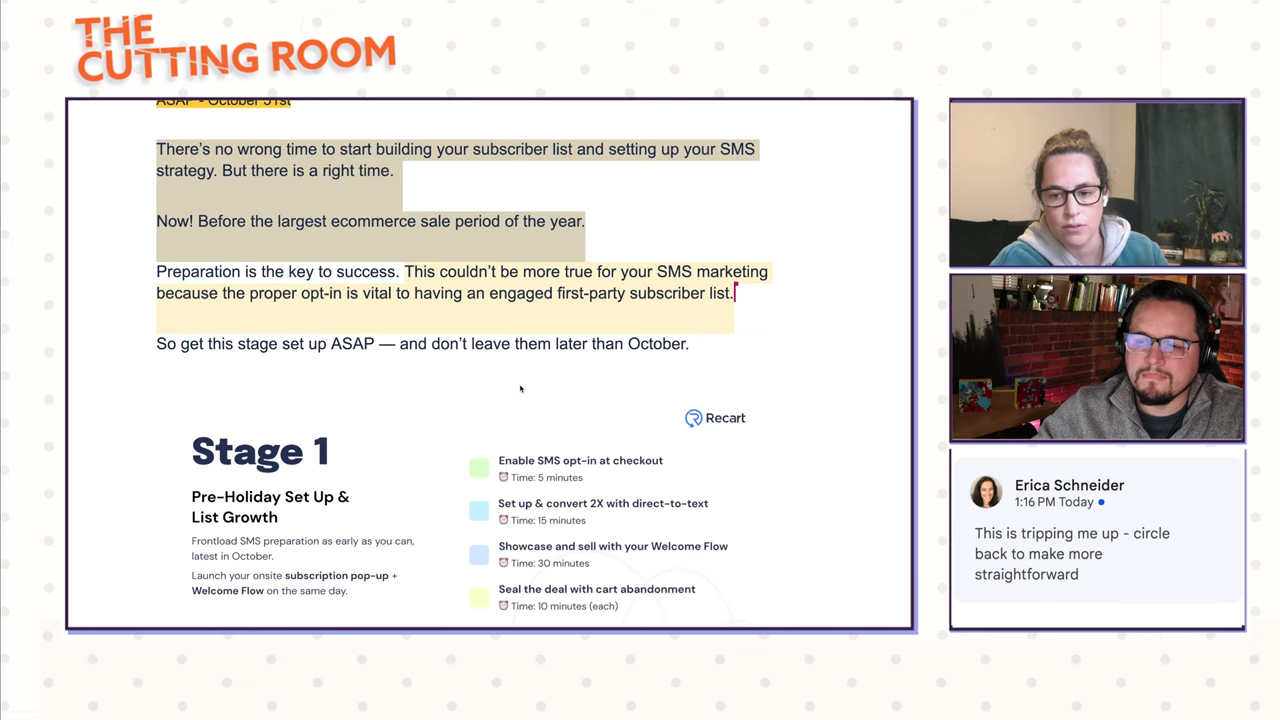 THE
CUTTING ROOM
ASAP - October 31st
There's no wrong time to start building your subscriber list and setting up your SMS
strategy. But there is a right time.
Now! Before the largest ecommerce sale period of the year.
Preparation is the key to success. This couldn't be more true for your SMS marketing
because the proper opt-in is vital to having an engaged first-party subscriber list.
So get this stage set up ASAP — and don't leave them later than October.
Recart
Stage 1
Pre-Holiday Set Up &
List Growth
Frontload SMS preparation as early as you can,
latest in October.
Launch your onsite subscription pop-up +
Welcome Flow on the same day.
Enable SMS opt-in at checkout
⏰ Time: 5 minutes
Set up & convert 2X with direct-to-text
⏰ Time: 15 minutes
Showcase and sell with your Welcome Flow
⏰ Time: 30 minutes
Seal the deal with cart abandonment
⏰ Time: 10 minutes (each)
Erica Schneider
1:16 PM Today
This is tripping me up - circle
back to make more
straightforward